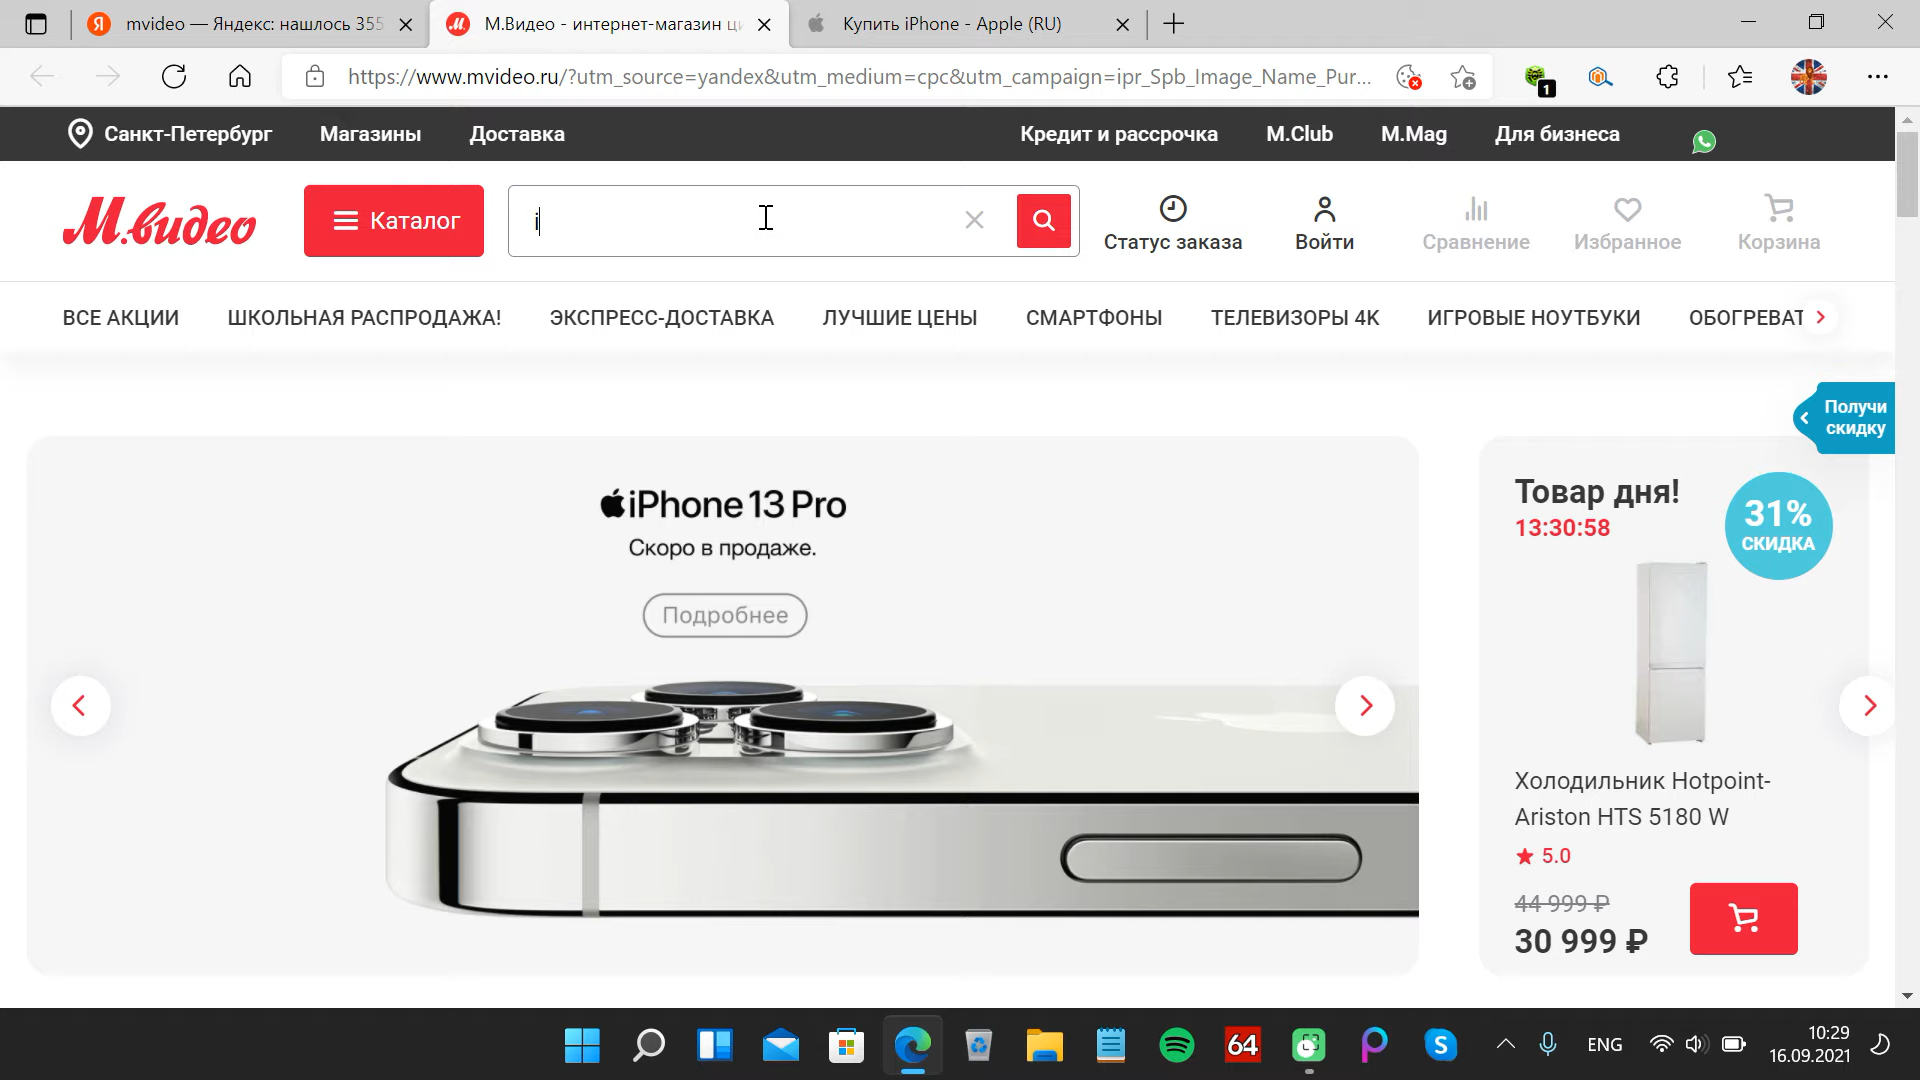 mvideo — Яндекс: нашлось 355
М.Видео - интернет-магазин ци
Купить iPhone - Apple (RU)
https://www.mvideo.ru/?utm_source=yandex&utm_medium=cpc&utm_campaign=ipr_Spb_Image_Name_Pur...
1
Санкт-Петербург
Магазины
Доставка
Кредит и рассрочка
M.Club
M.Mag
Для бизнеса
М.видео
Каталог
i
Статус заказа
Войти
Сравнение
Избранное
Корзина
ВСЕ АКЦИИ
ШКОЛЬНАЯ РАСПРОДАЖА!
ЭКСПРЕСС-ДОСТАВКА
ЛУЧШИЕ ЦЕНЫ
СМАРТФОНЫ
ТЕЛЕВИЗОРЫ 4K
ИГРОВЫЕ НОУТБУКИ
ОБОГРЕВАТ
Получи
скидку
iPhone 13 Pro
Скоро в продаже.
Подробнее
Товар дня!
13:30:58
31%
СКИДКА
Холодильник Hotpoint-
Ariston HTS 5180 W
5.0
44 999 ₽
30 999 ₽
64
ENG
10:29
16.09.2021